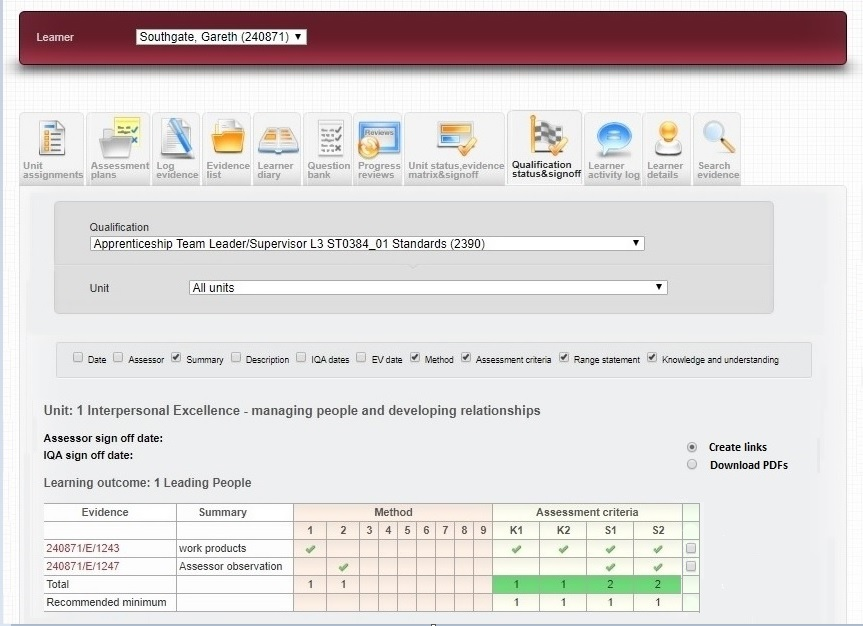 Learner Southgate, Gareth (240871)
Reviews
Unit assignments
Assessment plans
Log evidence
Evidence list
Learner diary
Question bank
Progress reviews
Unit status,evidence matrix&signoff
Qualification status&signoff
Learner activity log
Learner details
Search evidence
Qualification
Apprenticeship Team Leader/Supervisor L3 ST0384_01 Standards (2390)
Unit All units
Date Assessor Summary Description IQA dates EV date Method Assessment criteria Range statement Knowledge and understanding
Unit: 1 Interpersonal Excellence - managing people and developing relationships
Assessor sign off date:
IQA sign off date:
Create links
Download PDFs
Learning outcome: 1 Leading People
Evidence Summary Method Assessment criteria
1 2 3 4 5 6 7 8 9 K1 K2 S1 S2
240871/E/1243 work products
240871/E/1247 Assessor observation
Total 1 1 1 1 2 2
Recommended minimum 1 1 1 1